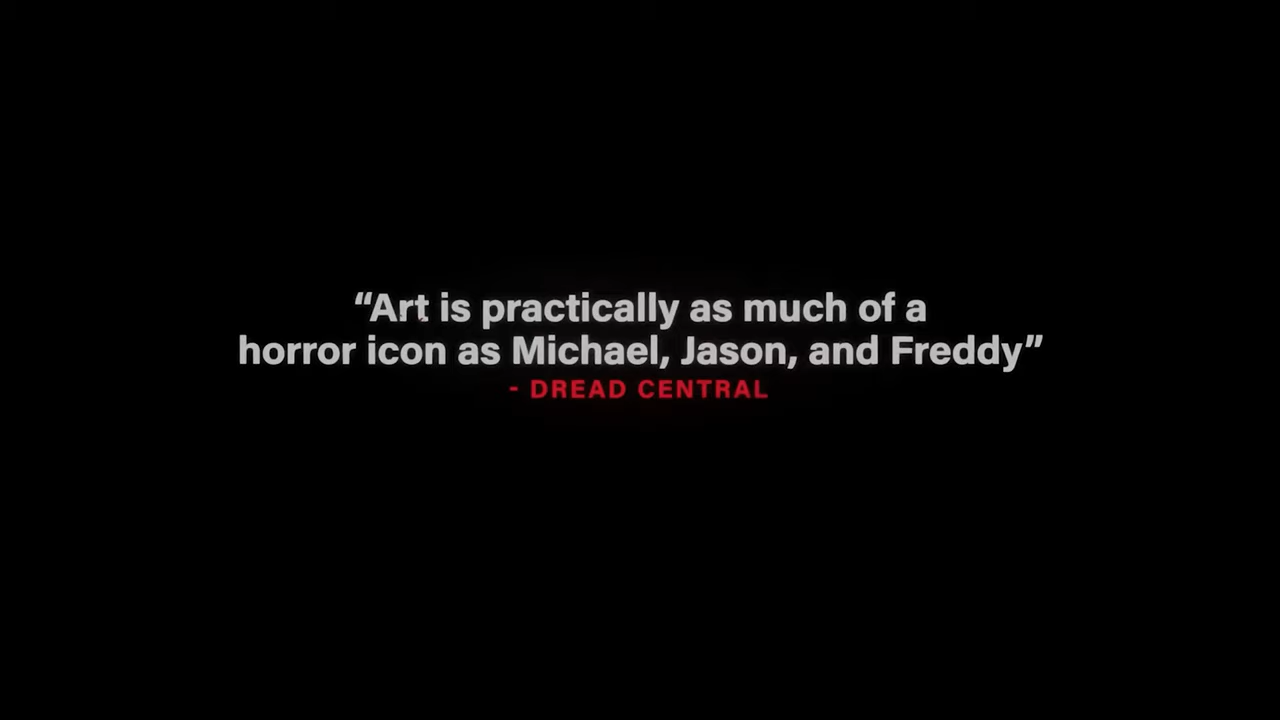 “Art is practically as much of a
horror icon as Michael, Jason, and Freddy”
- DREAD CENTRAL